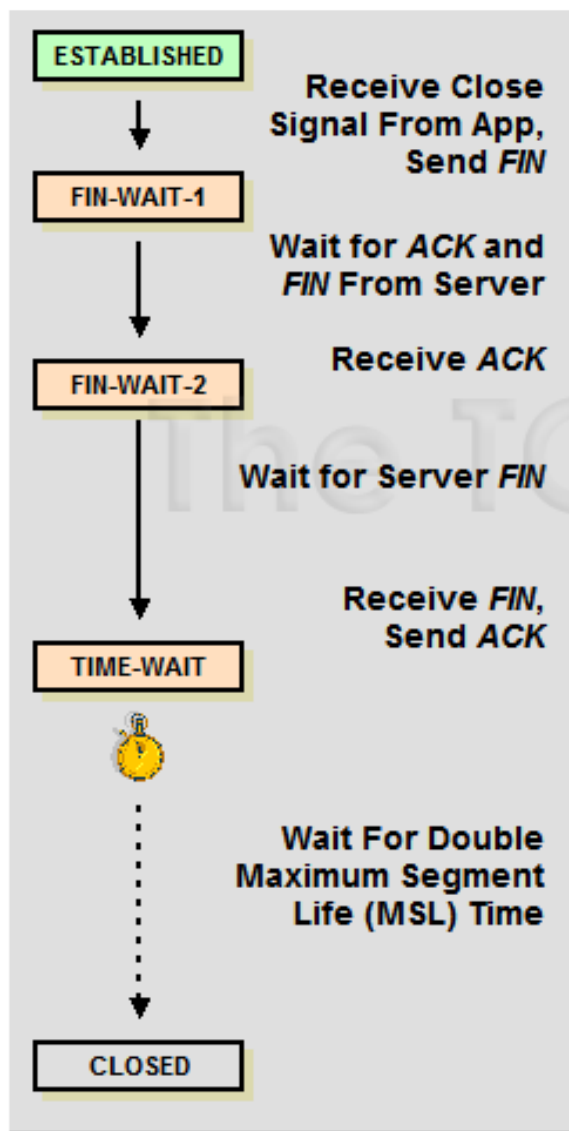 ESTABLISHED
Receive Close
Signal From App,
Send FIN
FIN-WAIT-1
Wait for ACK and
FIN From Server
Receive ACK
FIN-WAIT-2
The TC
Wait for Server FIN
Receive FIN,
Send ACK
TIME-WAIT
Wait For Double
Maximum Segment
Life (MSL) Time
CLOSED